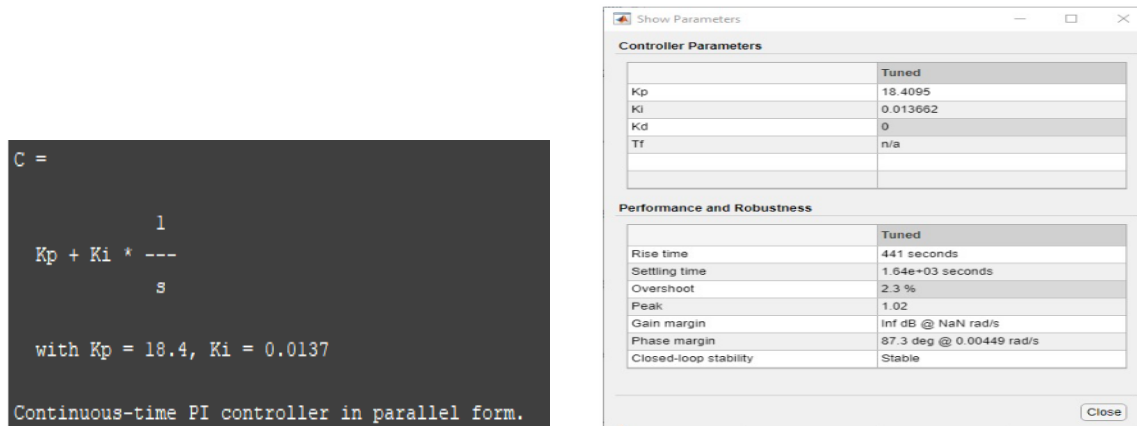 C =
1
Kp + Ki * ---
s
with Kp = 18.4, Ki = 0.0137
Continuous-time PI controller in parallel form.
Show Parameters
Controller Parameters
Tuned
Kp 18.4095
Ki 0.013662
Kd 0
Tf n/a
Performance and Robustness
Tuned
Rise time 441 seconds
Settling time 1.64e+03 seconds
Overshoot 2.3 %
Peak 1.02
Gain margin Inf dB @ NaN rad/s
Phase margin 87.3 deg @ 0.00449 rad/s
Closed-loop stability Stable
Close